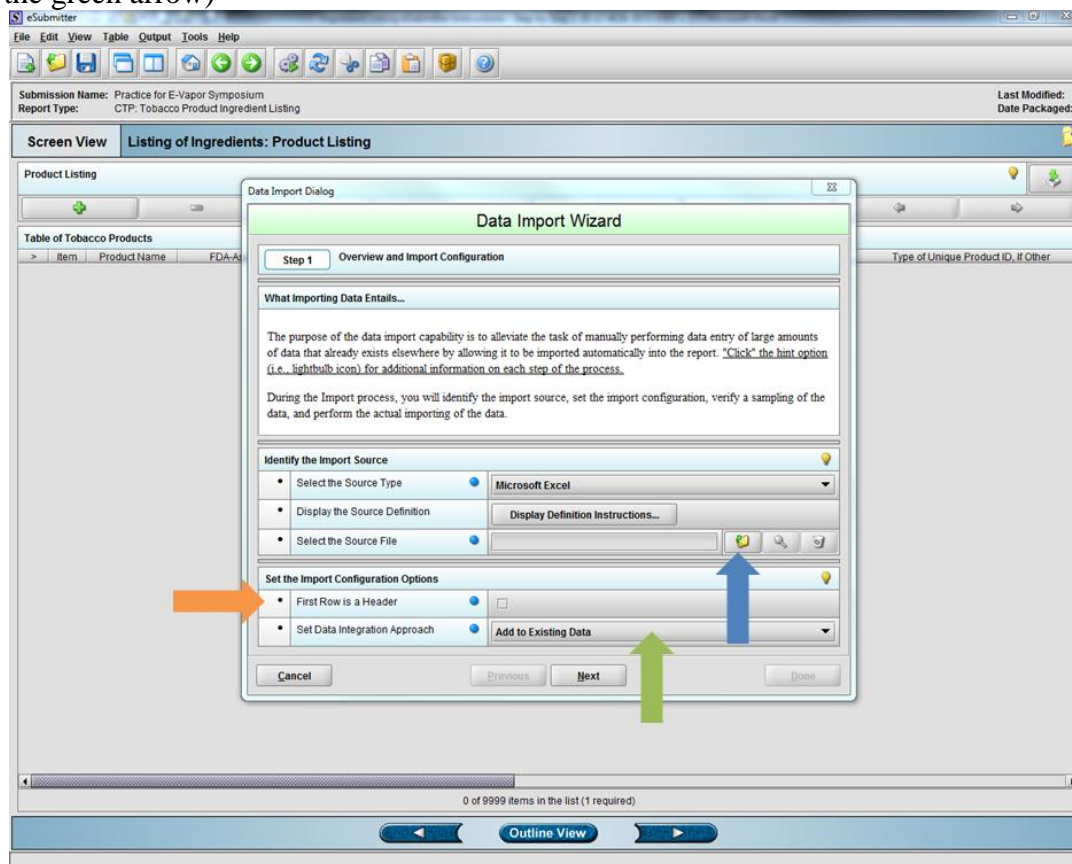 the green arrow)
eSubmitter
File Edit View Table Output Tools Help
Submission Name: Practice for E-Vapor Symposium
Last Modified:
Report Type: CTP: Tobacco Product Ingredient Listing
Date Packaged:
Screen View Listing of Ingredients: Product Listing
Product Listing
Table of Tobacco Products
> Item Product Name FDA-As Type of Unique Product ID, If Other
Data Import Dialog
Data Import Wizard
Step 1 Overview and Import Configuration
What Importing Data Entails...
The purpose of the data import capability is to alleviate the task of manually performing data entry of large amounts
of data that already exists elsewhere by allowing it to be imported automatically into the report. "Click" the hint option
(i.e., lightbulb icon) for additional information on each step of the process.
During the Import process, you will identify the import source, set the import configuration, verify a sampling of the
data, and perform the actual importing of the data.
Identify the Import Source
• Select the Source Type Microsoft Excel
• Display the Source Definition Display Definition Instructions...
• Select the Source File
Set the Import Configuration Options
• First Row is a Header
• Set Data Integration Approach Add to Existing Data
Cancel Previous Next Done
0 of 9999 items in the list (1 required)
Outline View